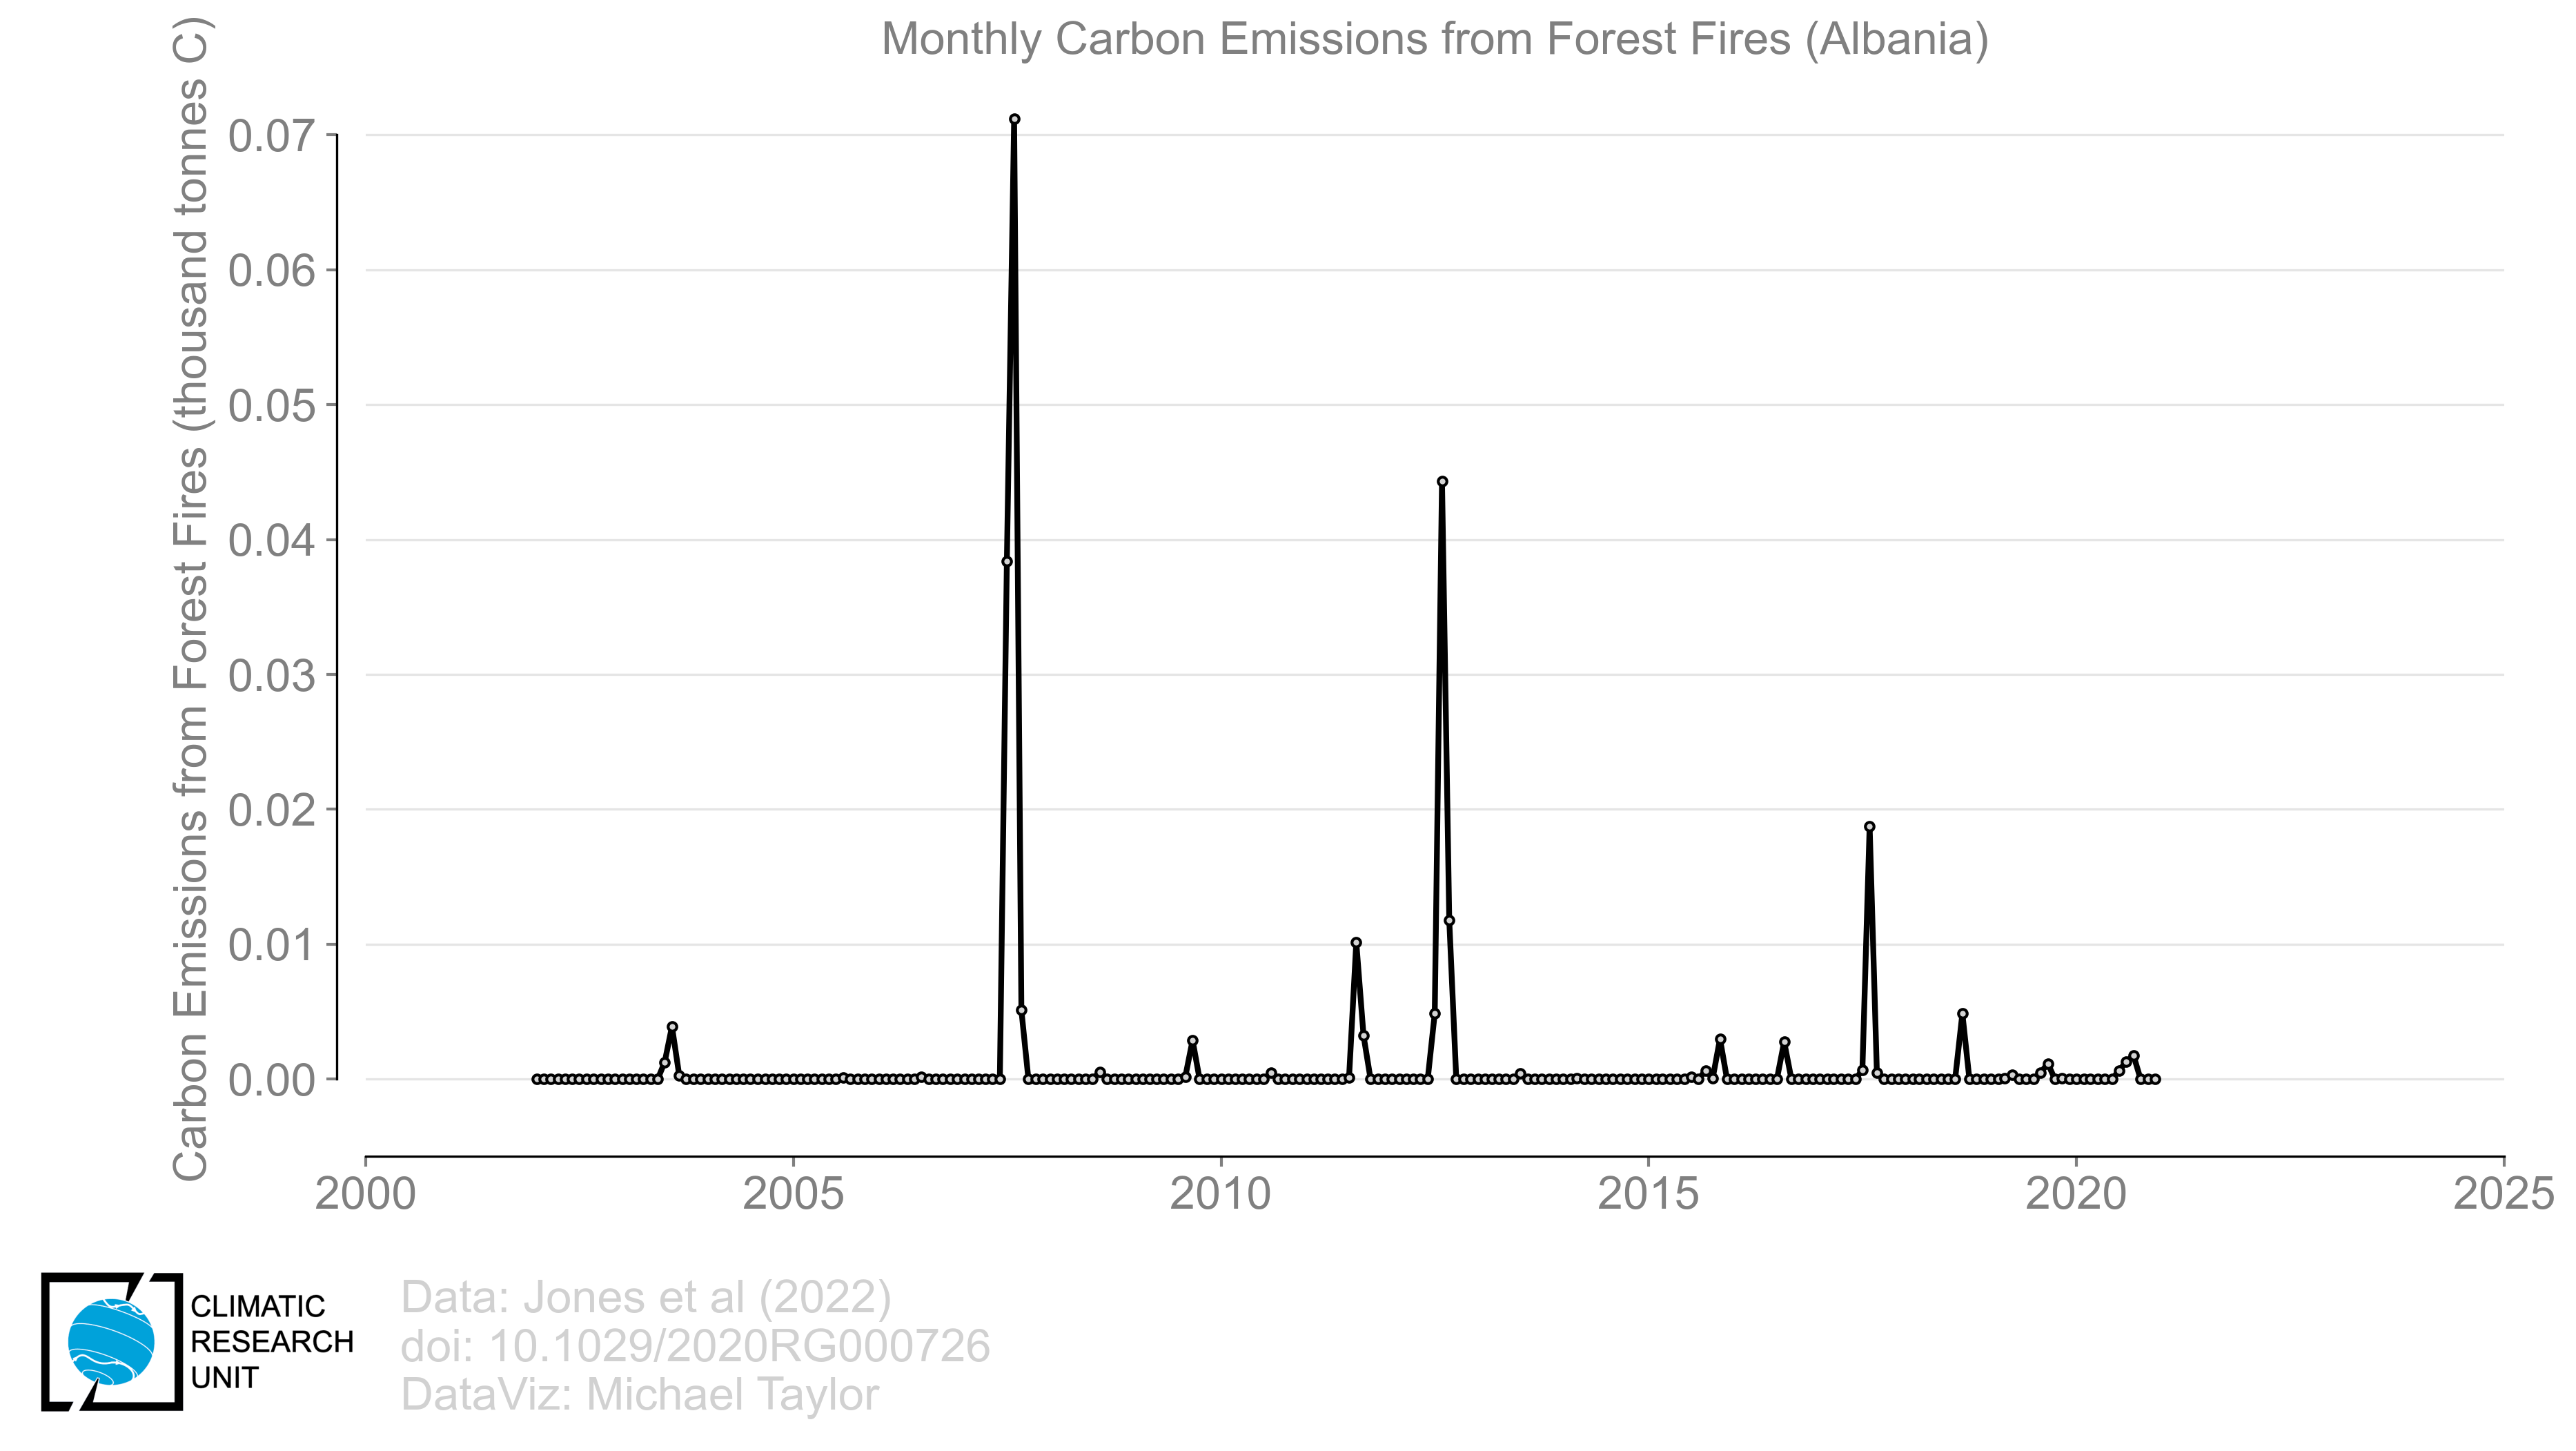 Monthly Carbon Emissions from Forest Fires (Albania)
Carbon Emissions from Forest Fires (thousand tonnes C)
0.07
0.06
0.05
0.04
0.03
0.02
0.01
0.00
2000
2005
2010
2015
2020
2025
CLIMATIC
RESEARCH
UNIT
Data: Jones et al (2022)
doi: 10.1029/2020RG000726
DataViz: Michael Taylor